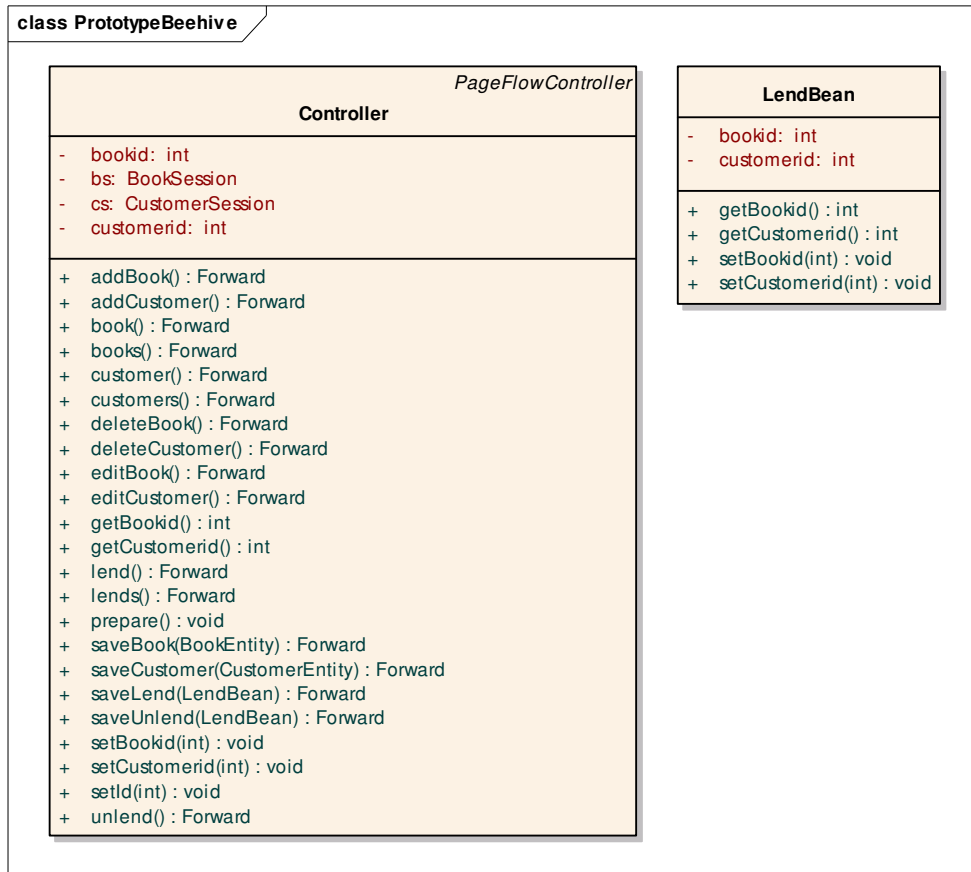 class PrototypeBeehive
PageFlowController
Controller
- bookid: int
- bs: BookSession
- cs: CustomerSession
- customerid: int
+ addBook() : Forward
+ addCustomer() : Forward
+ book() : Forward
+ books() : Forward
+ customer() : Forward
+ customers() : Forward
+ deleteBook() : Forward
+ deleteCustomer() : Forward
+ editBook() : Forward
+ editCustomer() : Forward
+ getBookid() : int
+ getCustomerid() : int
+ lend() : Forward
+ lends() : Forward
+ prepare() : void
+ saveBook(BookEntity) : Forward
+ saveCustomer(CustomerEntity) : Forward
+ saveLend(LendBean) : Forward
+ saveUnlend(LendBean) : Forward
+ setBookid(int) : void
+ setCustomerid(int) : void
+ setId(int) : void
+ unlend() : Forward
LendBean
- bookid: int
- customerid: int
+ getBookid() : int
+ getCustomerid() : int
+ setBookid(int) : void
+ setCustomerid(int) : void